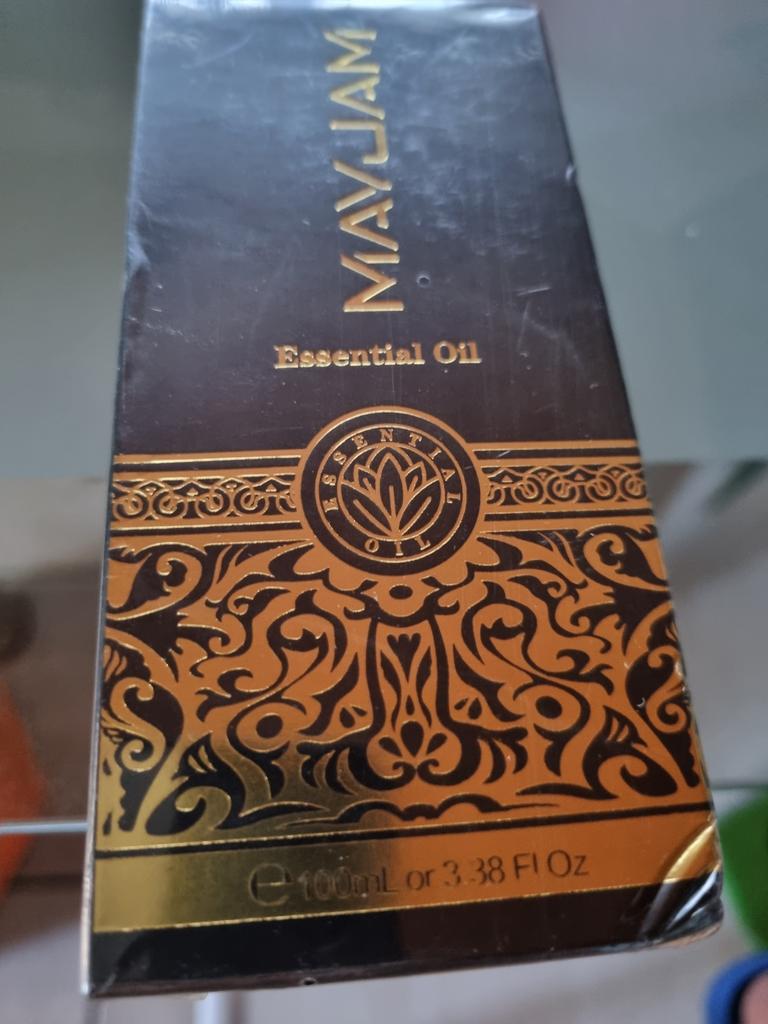 MAYJAM
Essential Oil
ESSENTIAL
OIL
℮ 100mL or 3.38 Fl Oz